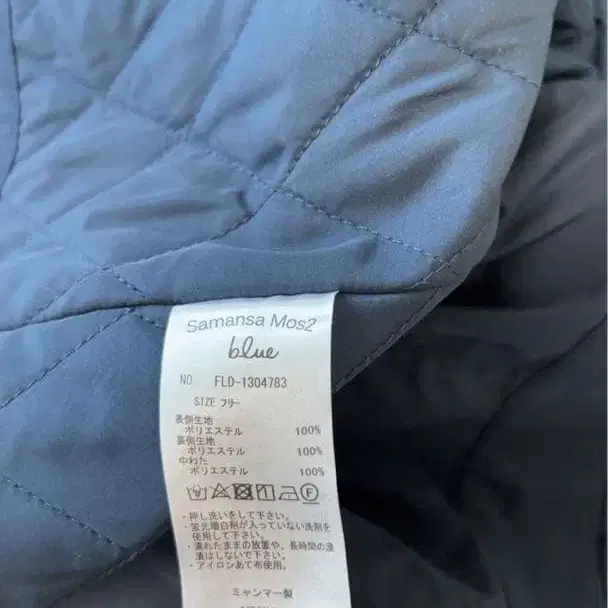 Samansa Mos2
blue
NO. FLD-1304783
SIZE フリー
表側生地
ポリエステル 100%
裏側生地
ポリエステル 100%
中わた
ポリエステル 100%
・押し洗いをして下さい。
・蛍光増白剤が入っていない洗剤を
使用して下さい。
・濡れたままの放置や、長時間の浸
漬はしないで下さい。
・アイロンあて布使用。
ミャンマー製